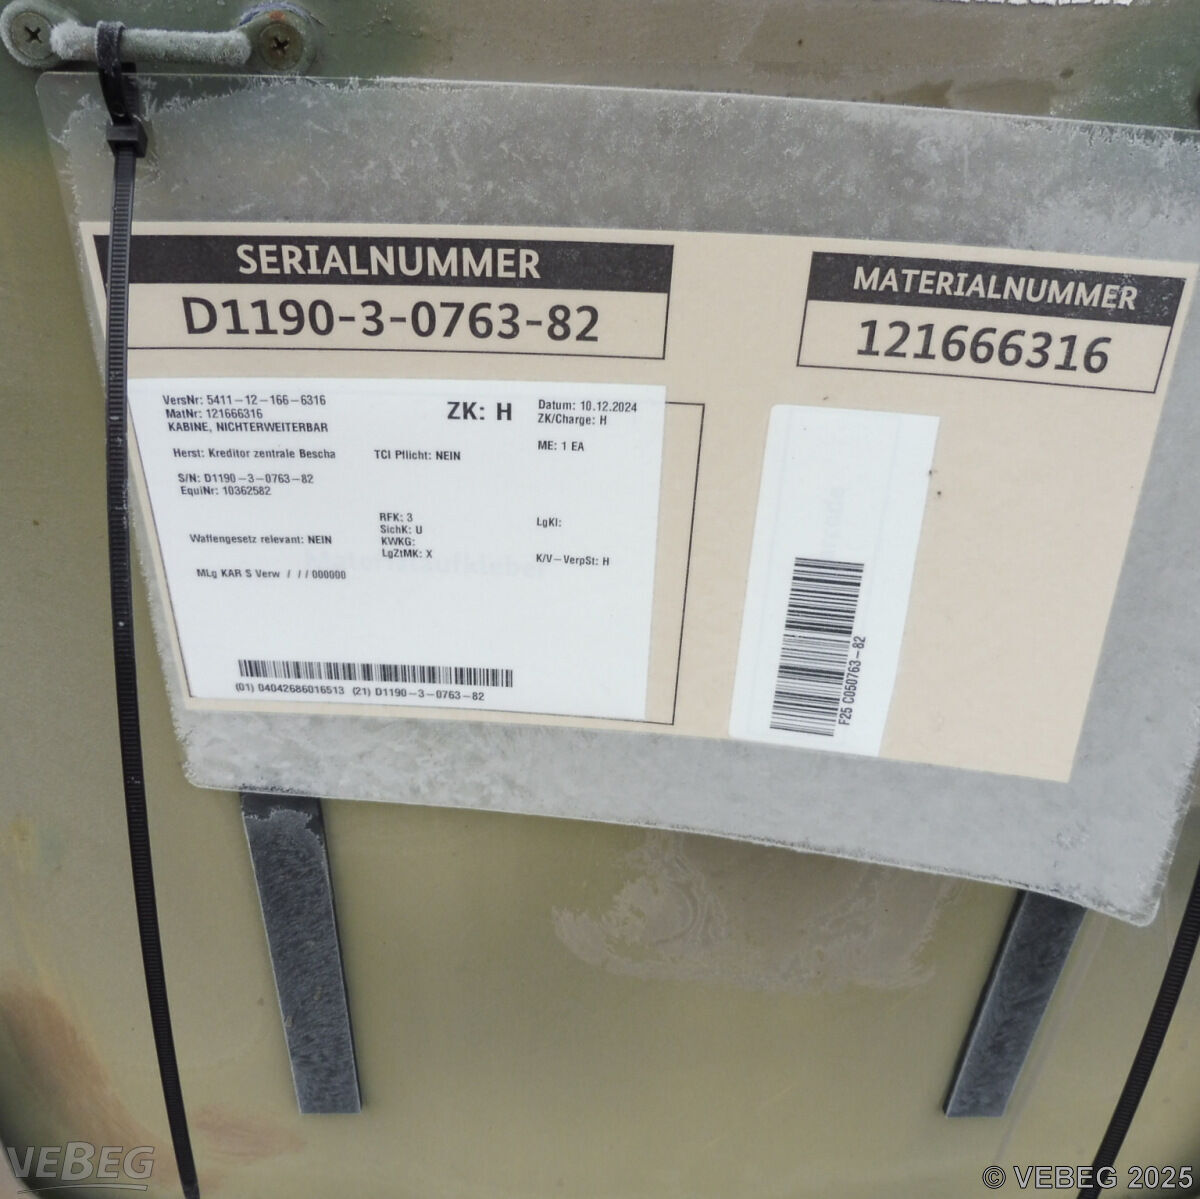 SERIALNUMMER
D1190-3-0763-82
MATERIALNUMMER
121666316
VersNr: 5411-12-166-6316
MatNr: 121666316
KABINE, NICHTERWEITERBAR
ZK: H
Datum: 10.12.2024
ZK/Charge: H
Herst: Kreditor zentrale Bescha
TCI Pflicht: NEIN
ME: 1 EA
S/N: D1190-3-0763-82
EquiNr: 10362582
RFK: 3
SichK: U
KWKG:
LgZtMK: X
LgKl:
Waffengesetz relevant: NEIN
K/V-VerpSt: H
MLg KAR S Verw / / / 000000
(01) 04042686016513 (21) D1190-3-0763-82
F25 C050763-82
VEBEG
© VEBEG 2025